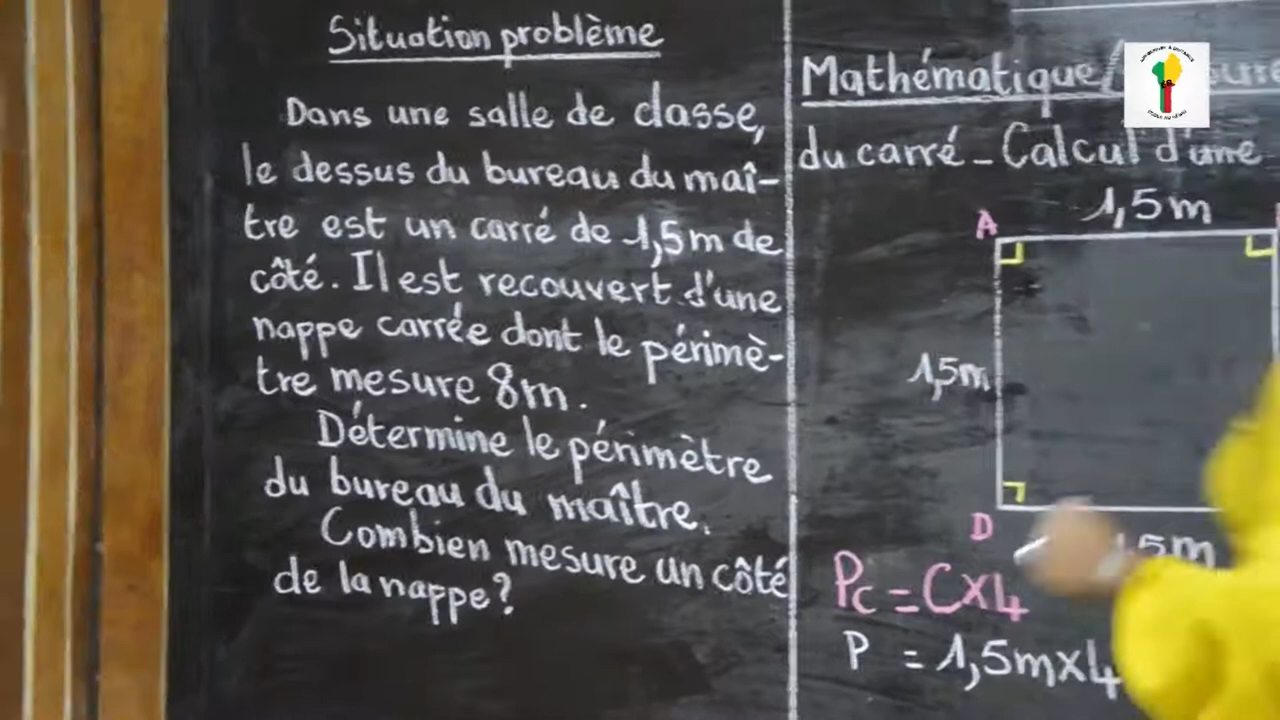 Situation problème
Dans une salle de classe,
le dessus du bureau du maî-
tre est un carré de 1,5m de
côté. Il est recouvert d'une
nappe carrée dont le périmè-
tre mesure 8m.
Détermine le périmètre
du bureau du maître.
Combien mesure un côté
de la nappe?
Mathématique/
du carré - Calcul d'une
1,5m
A
1,5m
D
1,5m
Pc = C×4
P = 1,5m×4